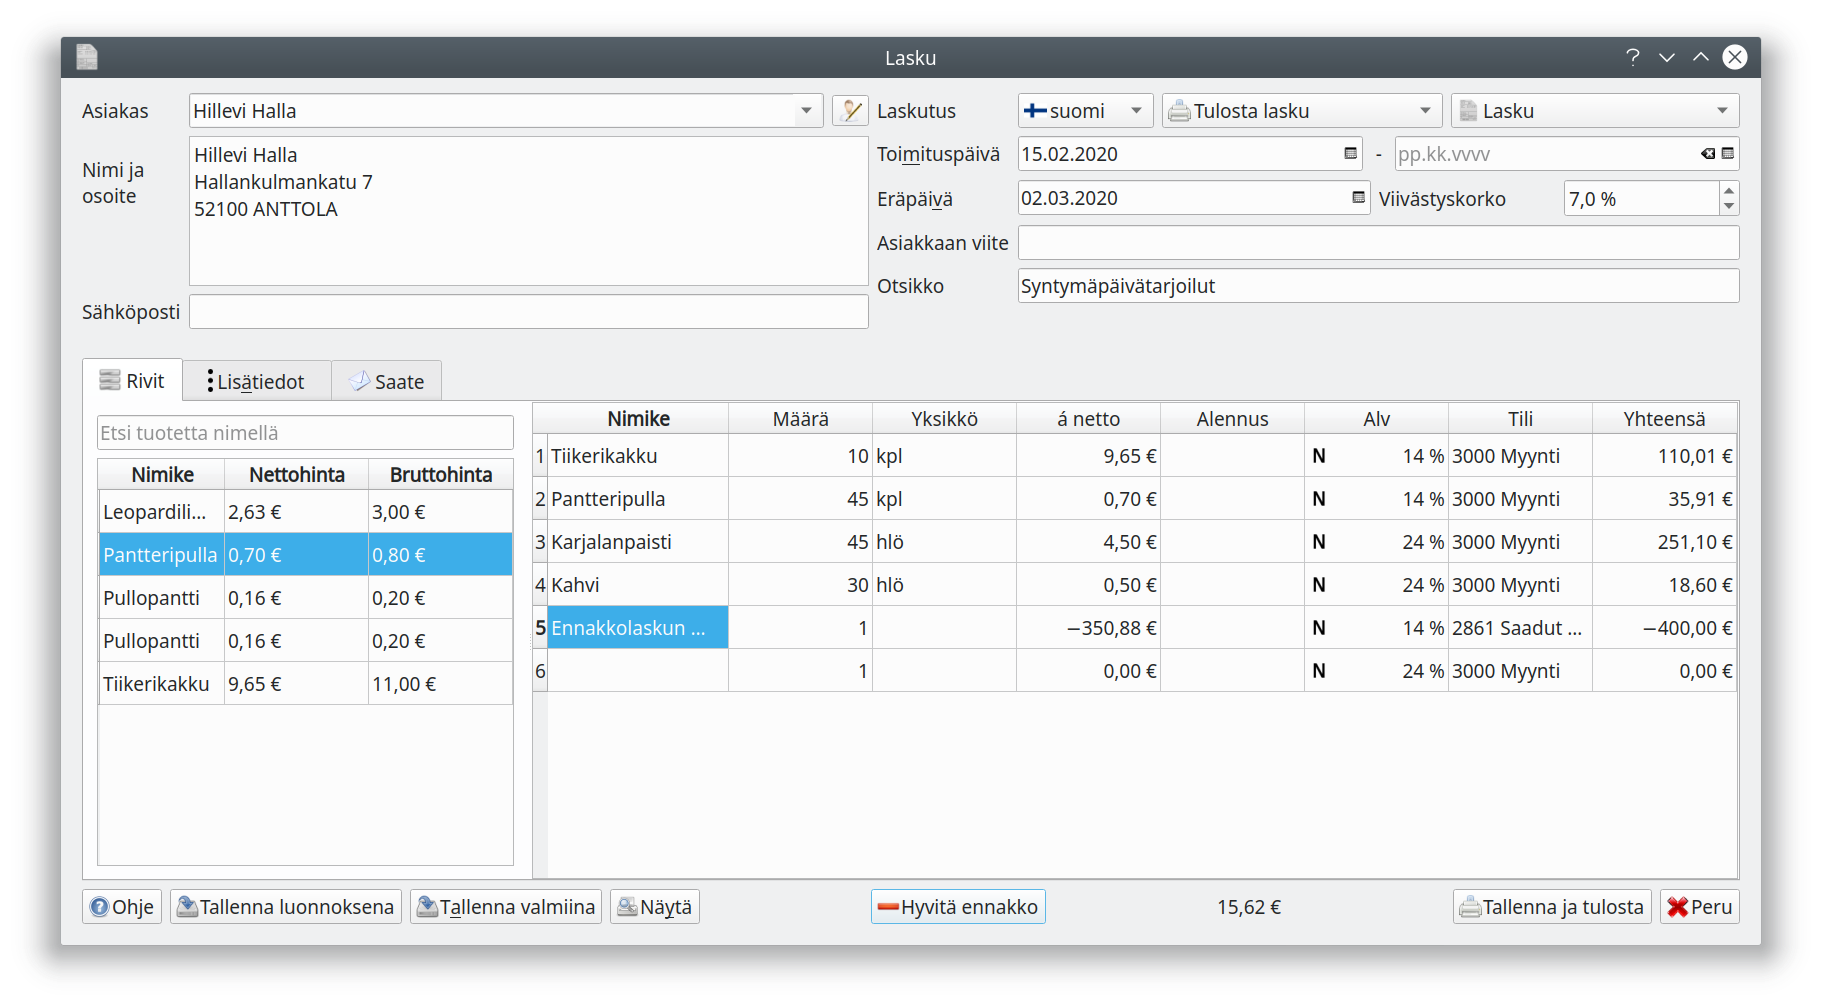 Lasku
Asiakas Hillevi Halla
Nimi ja osoite
Hillevi Halla
Hallankulmankatu 7
52100 ANTTOLA
Sähköposti
Laskutus suomi Tulosta lasku Lasku
Toimituspäivä 15.02.2020 - pp.kk.vvvv
Eräpäivä 02.03.2020 Viivästyskorko 7,0 %
Asiakkaan viite
Otsikko Syntymäpäivätarjoilut
Rivit Lisätiedot Saate
Etsi tuotetta nimellä
Nimike Nettohinta Bruttohinta
Leopardili... 2,63 € 3,00 €
Pantteripulla 0,70 € 0,80 €
Pullopantti 0,16 € 0,20 €
Pullopantti 0,16 € 0,20 €
Tiikerikakku 9,65 € 11,00 €
Nimike Määrä Yksikkö á netto Alennus Alv Tili Yhteensä
1 Tiikerikakku 10 kpl 9,65 € N 14 % 3000 Myynti 110,01 €
2 Pantteripulla 45 kpl 0,70 € N 14 % 3000 Myynti 35,91 €
3 Karjalanpaisti 45 hlö 4,50 € N 24 % 3000 Myynti 251,10 €
4 Kahvi 30 hlö 0,50 € N 24 % 3000 Myynti 18,60 €
5 Ennakkolaskun ... 1 −350,88 € N 14 % 2861 Saadut ... −400,00 €
6 1 0,00 € N 24 % 3000 Myynti 0,00 €
Ohje Tallenna luonnoksena Tallenna valmiina Näytä Hyvitä ennakko 15,62 € Tallenna ja tulosta Peru